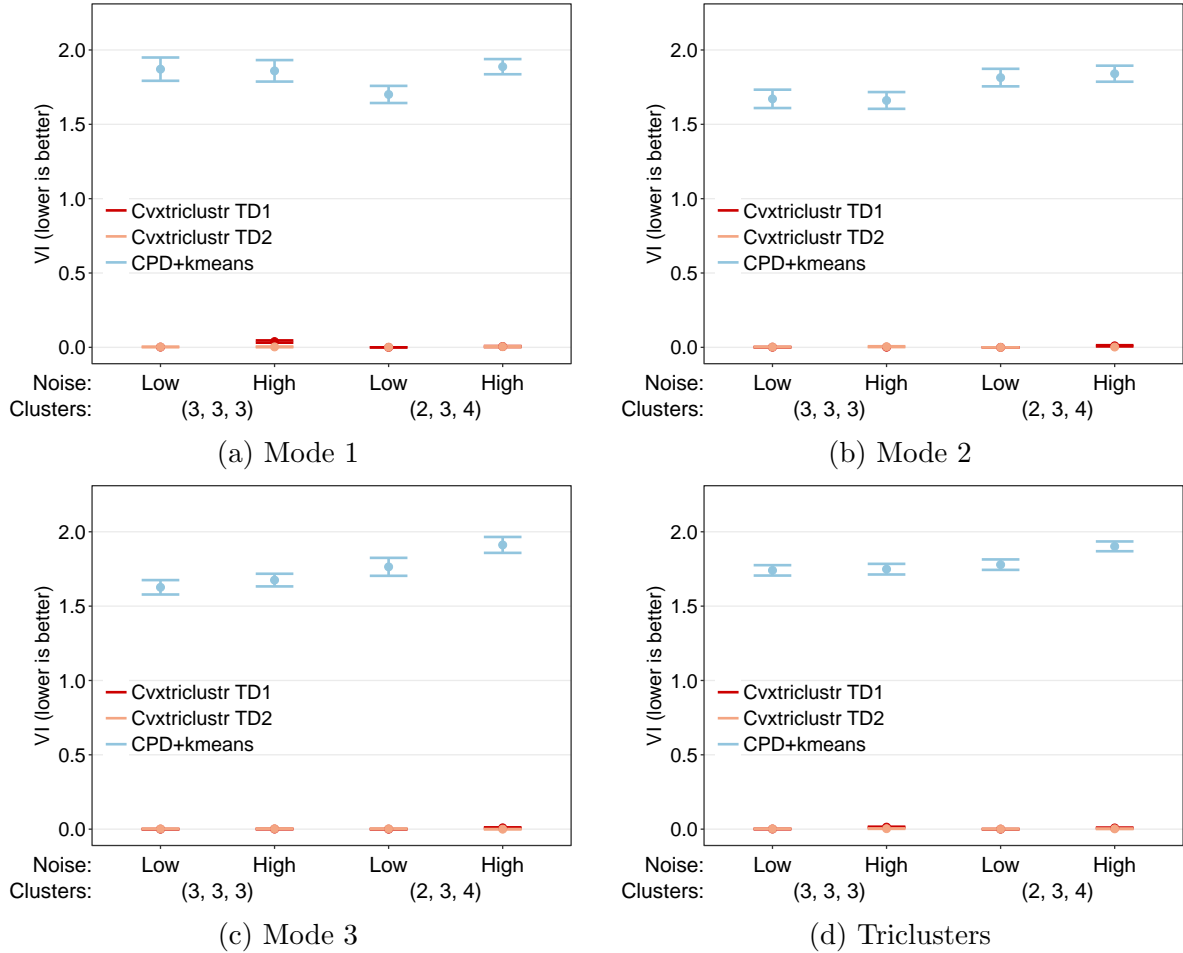 2.0
1.5
1.0
0.5
0.0
VI (lower is better)
Cvxtriclustr TD1
Cvxtriclustr TD2
CPD+kmeans
Noise: Low High Low High
Clusters: (3, 3, 3) (2, 3, 4)
(a) Mode 1
2.0
1.5
1.0
0.5
0.0
VI (lower is better)
Cvxtriclustr TD1
Cvxtriclustr TD2
CPD+kmeans
Noise: Low High Low High
Clusters: (3, 3, 3) (2, 3, 4)
(b) Mode 2
2.0
1.5
1.0
0.5
0.0
VI (lower is better)
Cvxtriclustr TD1
Cvxtriclustr TD2
CPD+kmeans
Noise: Low High Low High
Clusters: (3, 3, 3) (2, 3, 4)
(c) Mode 3
2.0
1.5
1.0
0.5
0.0
VI (lower is better)
Cvxtriclustr TD1
Cvxtriclustr TD2
CPD+kmeans
Noise: Low High Low High
Clusters: (3, 3, 3) (2, 3, 4)
(d) Triclusters